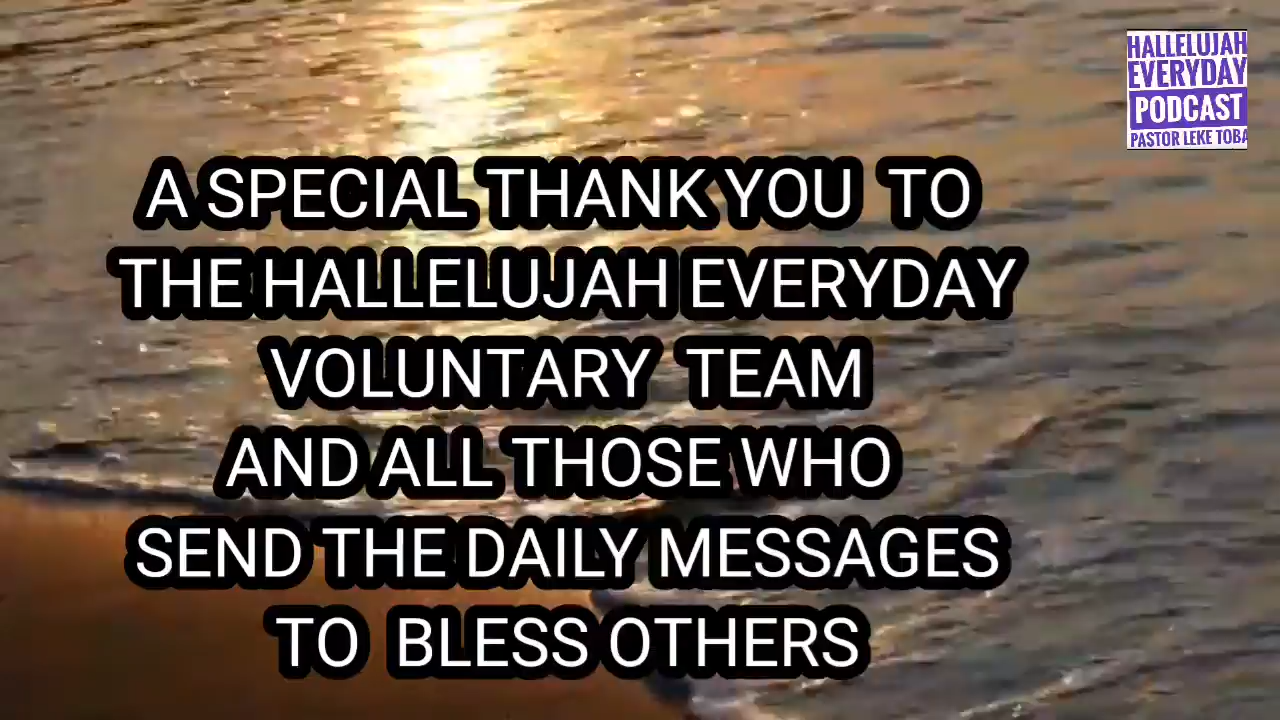 HALLELUJAH
EVERYDAY
PODCAST
PASTOR LEKE TOBA
A SPECIAL THANK YOU TO
THE HALLELUJAH EVERYDAY
VOLUNTARY TEAM
AND ALL THOSE WHO
SEND THE DAILY MESSAGES
TO BLESS OTHERS